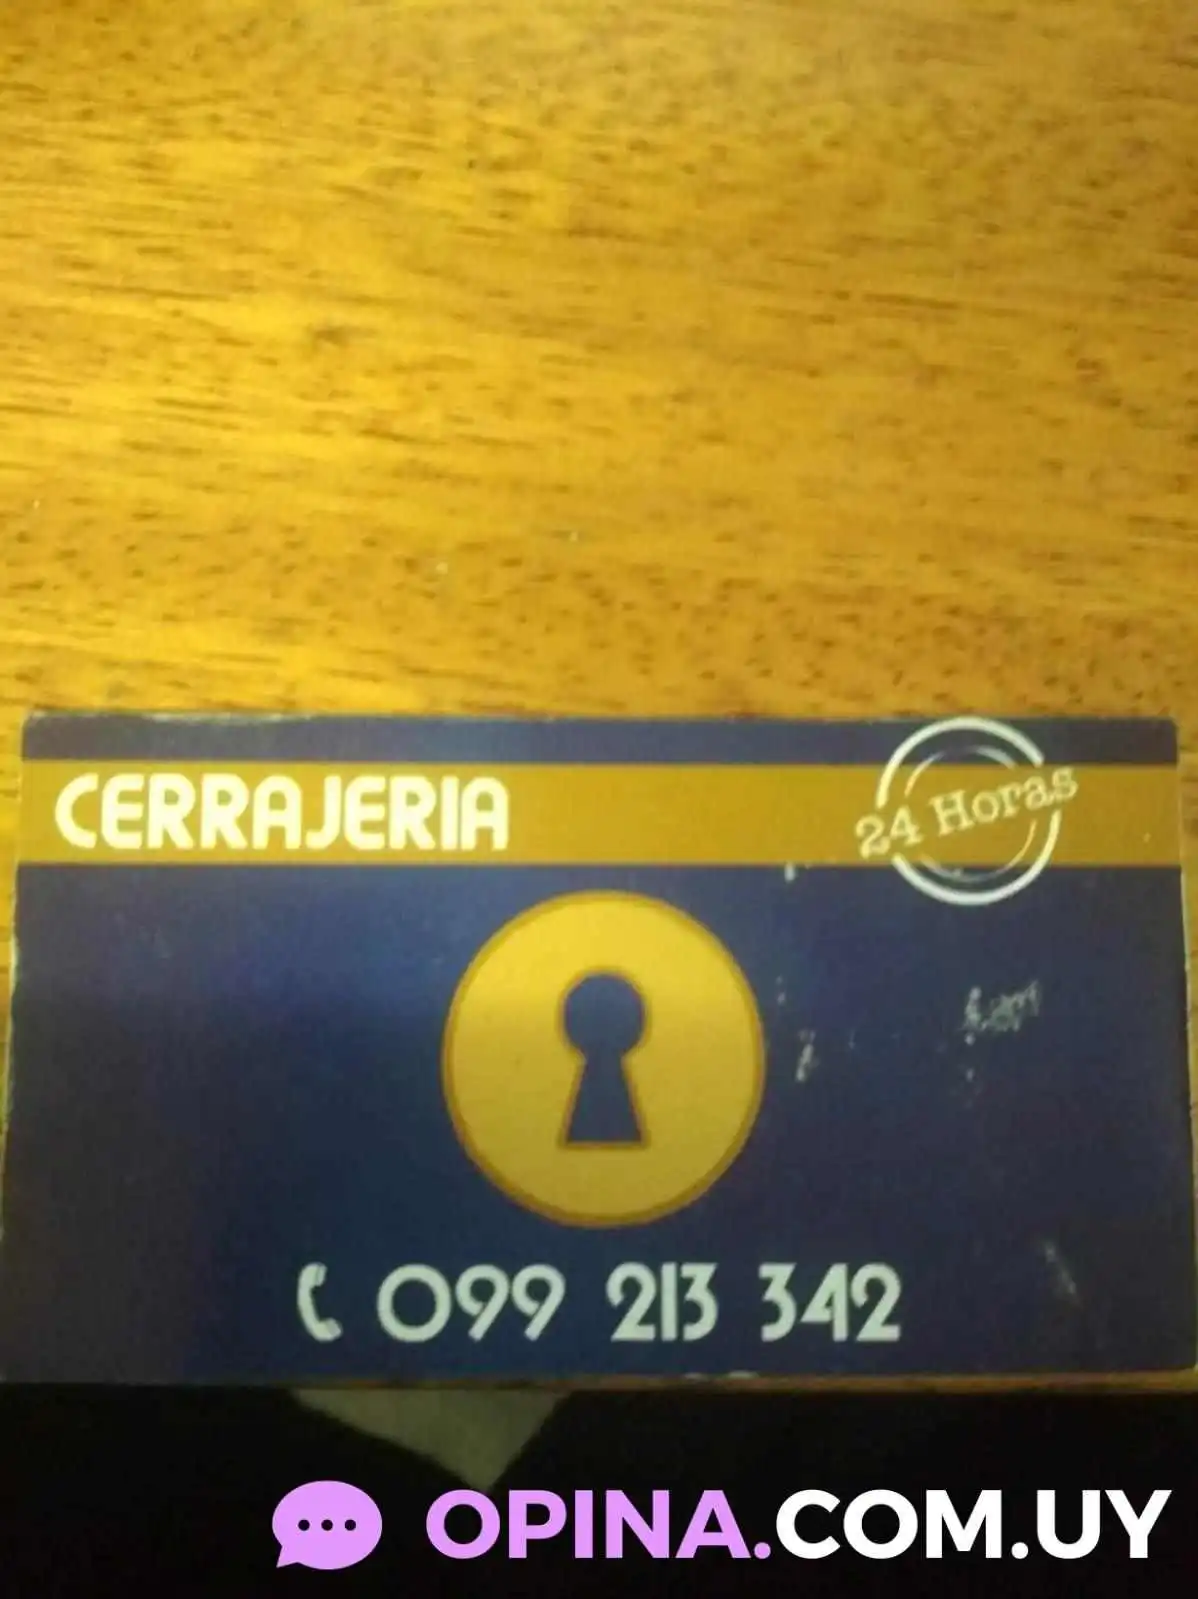 CERRAJERIA
24 Horas
099 213 342
OPINA.COM.UY